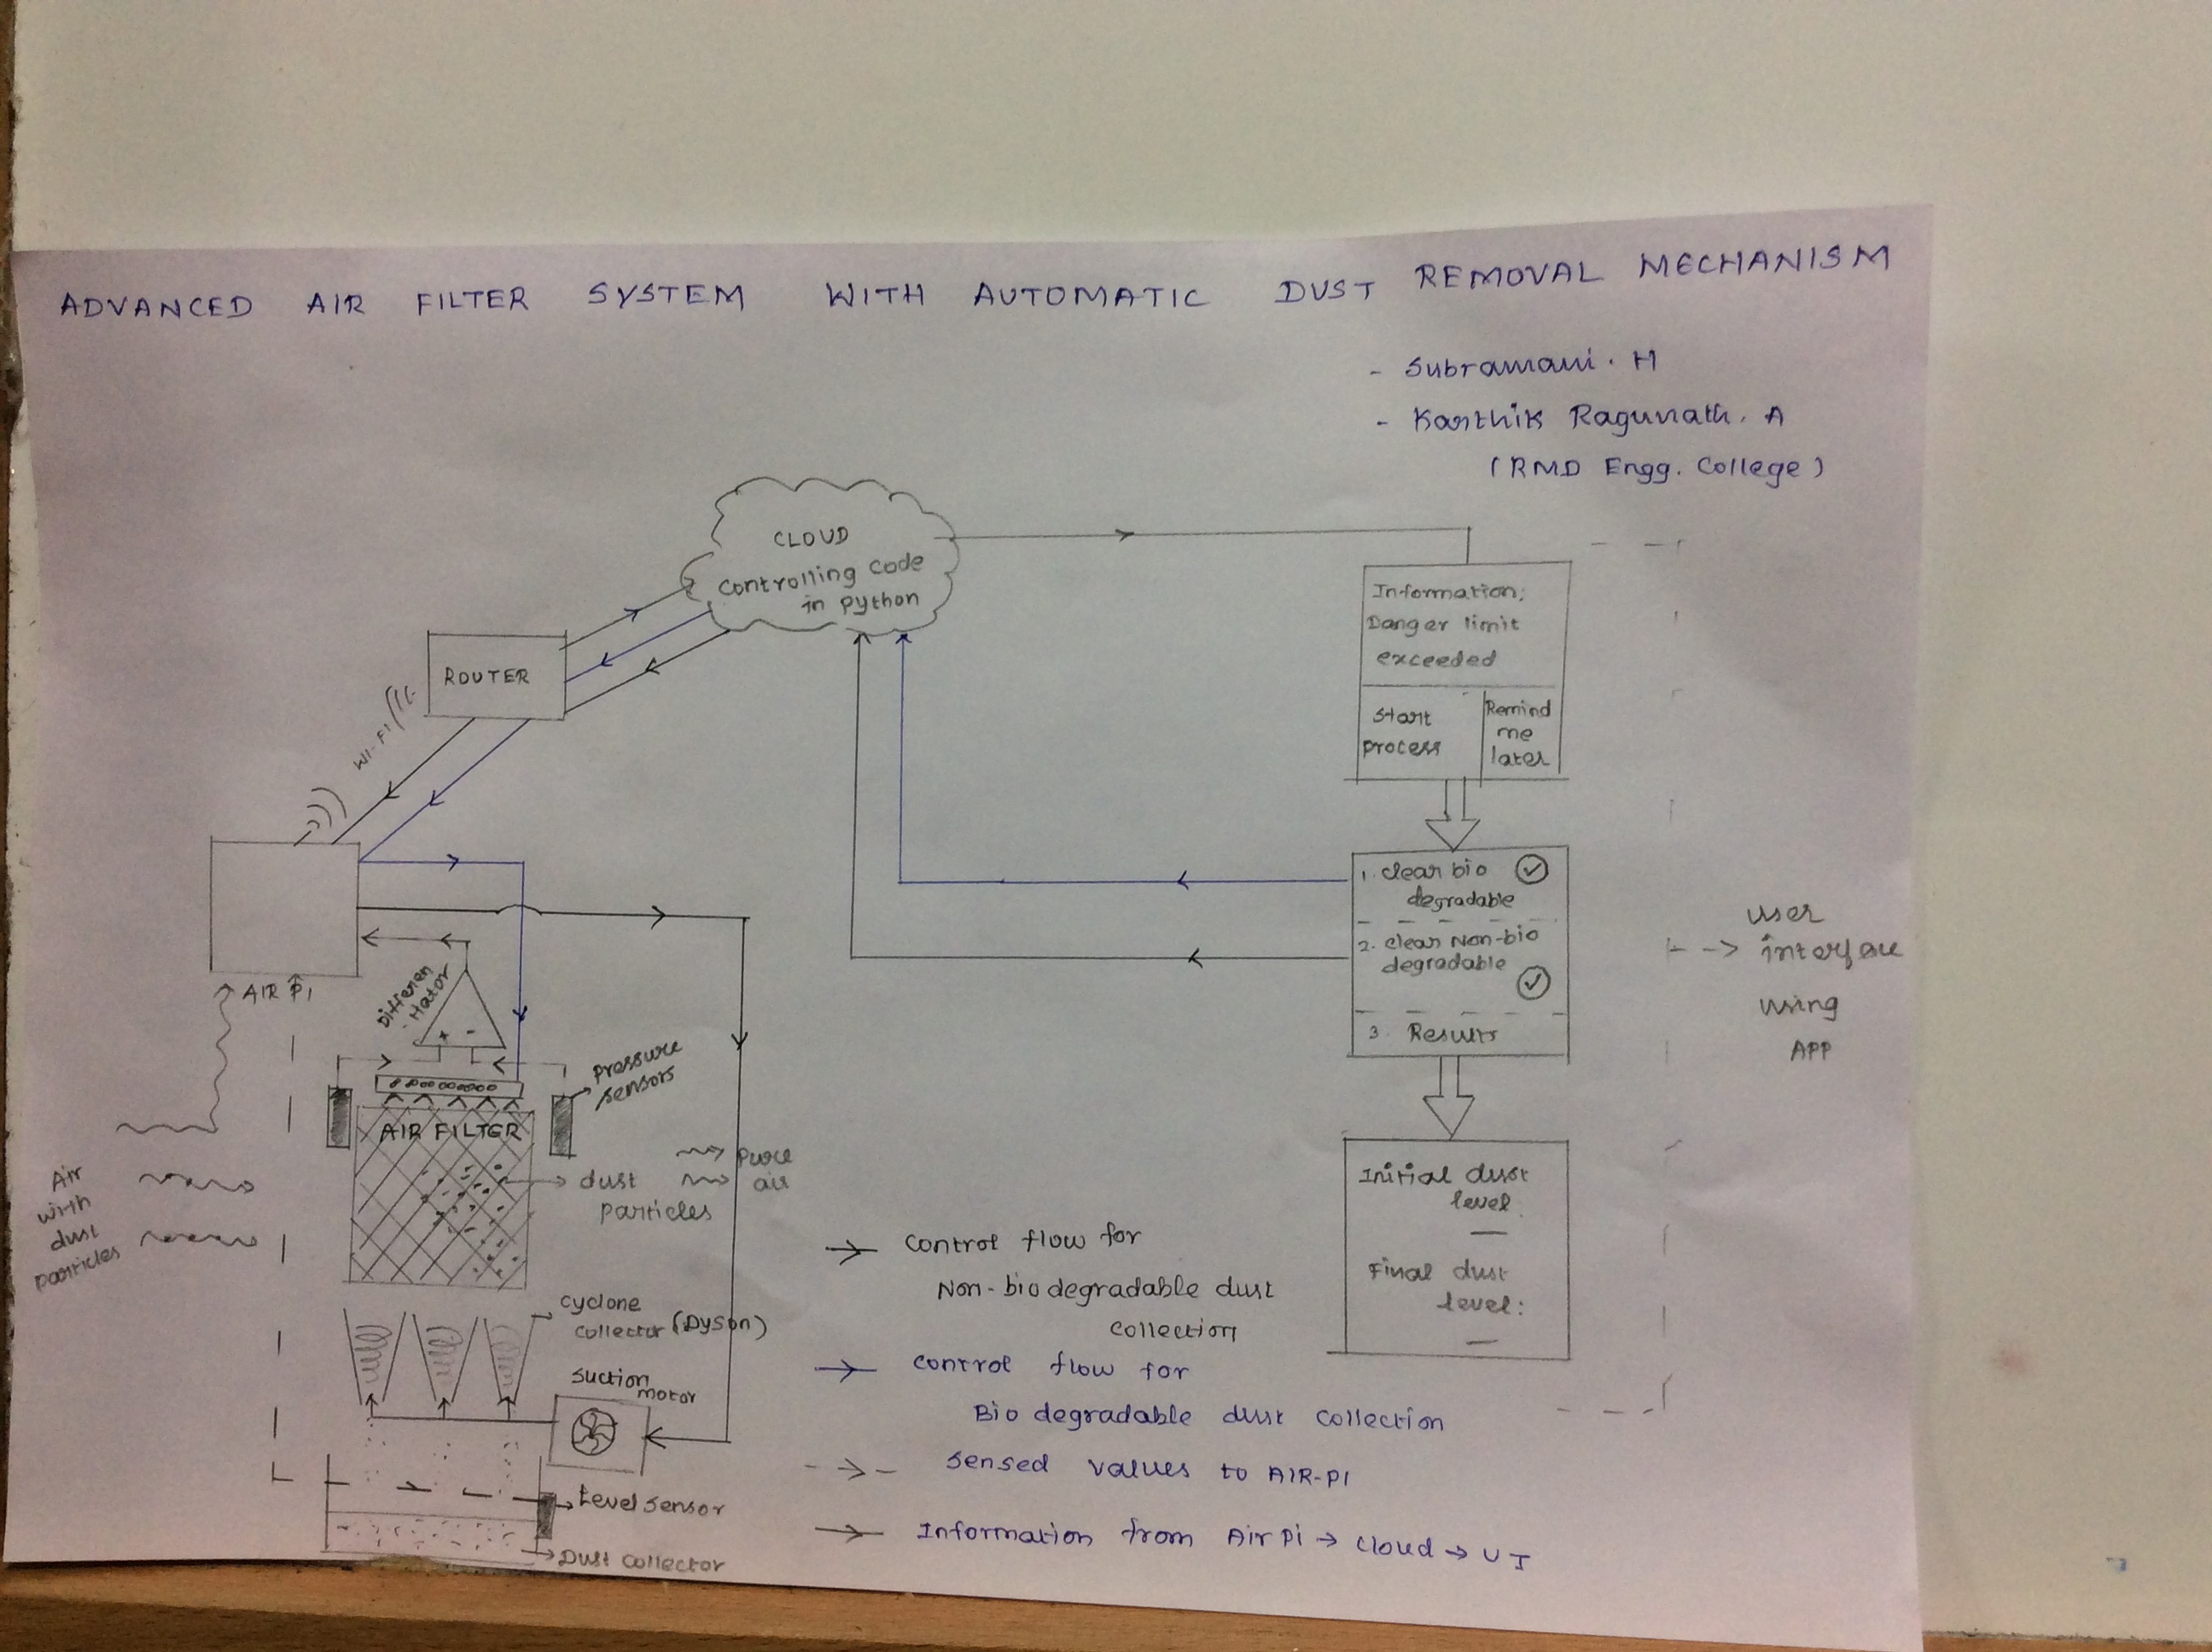 ADVANCED AIR FILTER SYSTEM WITH AUTOMATIC DUST REMOVAL MECHANISM
- Subramani. H
- Karthik Ragunath. A
(RMD Engg. College)
CLOUD
controlling code
in python
ROUTER
WI-FI
Information;
Danger limit
exceeded
Start
process
Remind
me
later
1. clear bio
degradable
2. clear Non-bio
degradable
3. Results
Initial dust
level
Final dust
level:
user
interface
using
APP
AIR PI
Differen
-tiator
+ -
pressure
sensors
AIR FILTER
dust
particles
pure
air
Air
with
dust
particles
cyclone
collector (Dyson)
suction
motor
Level sensor
Dust collector
control flow for
Non-bio degradable dust
collection
control flow for
Bio degradable dust collection
sensed values to AIR-PI
Information from Air Pi → cloud → UI